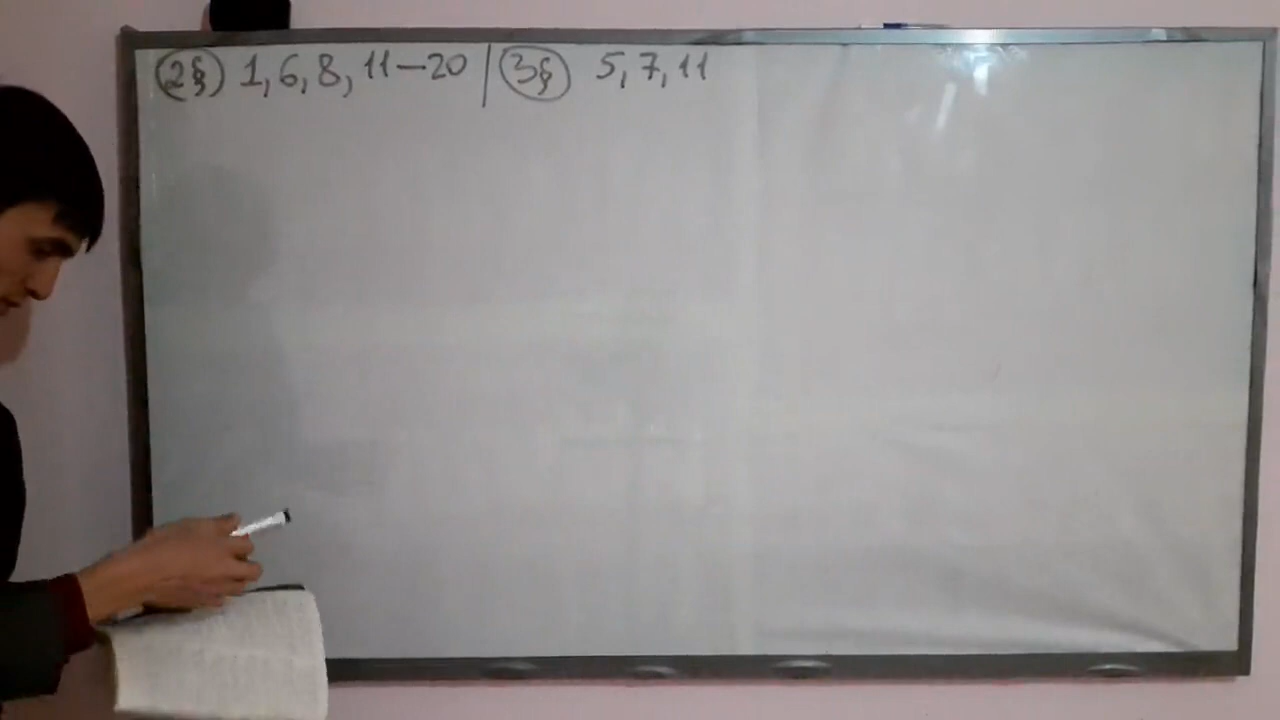 2§) 1, 6, 8, 11–20 | 3§ 5, 7, 11